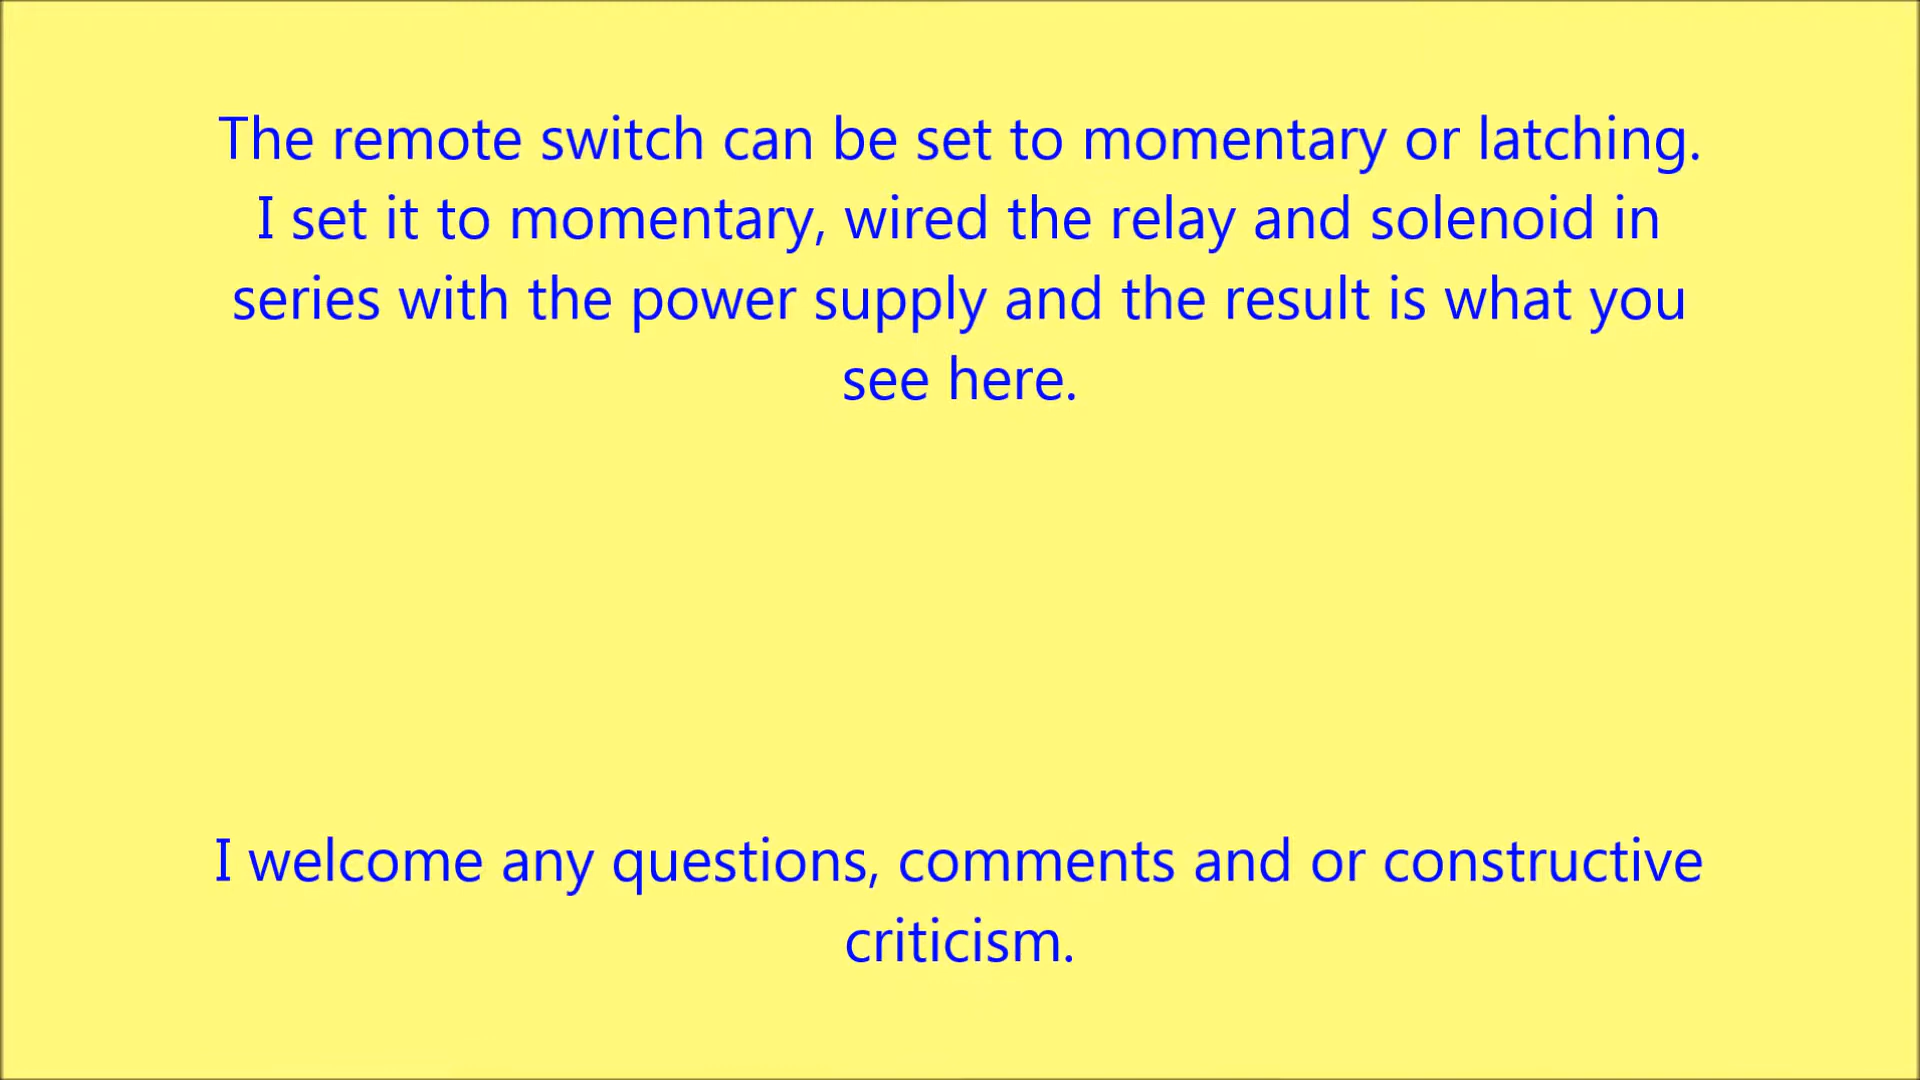 The remote switch can be set to momentary or latching.
I set it to momentary, wired the relay and solenoid in
series with the power supply and the result is what you
see here.
I welcome any questions, comments and or constructive
criticism.